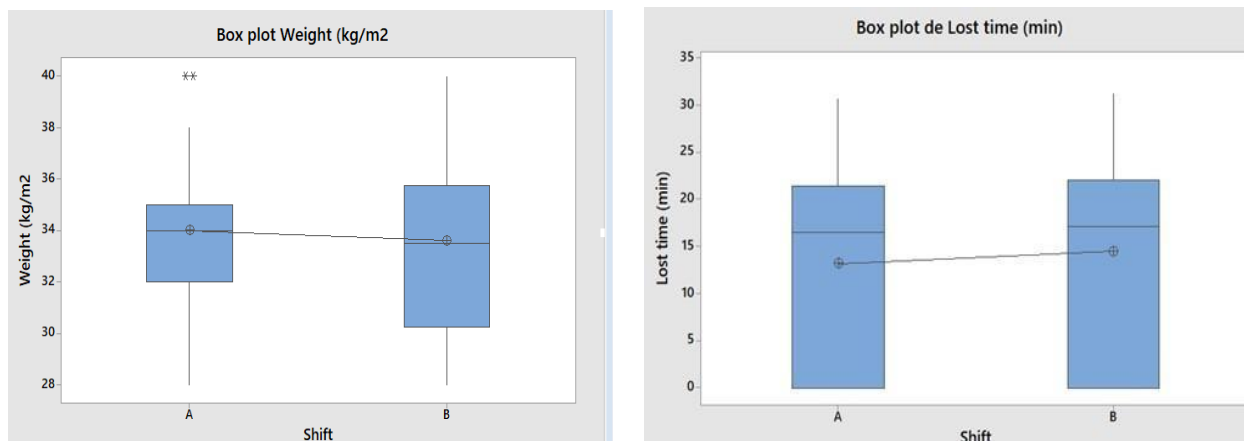 Box plot Weight (kg/m2
40
38
36
34
32
30
28
**
Weight (kg/m2
A
B
Shift
Box plot de Lost time (min)
35
30
25
20
15
10
5
0
Lost time (min)
A
B
Shift